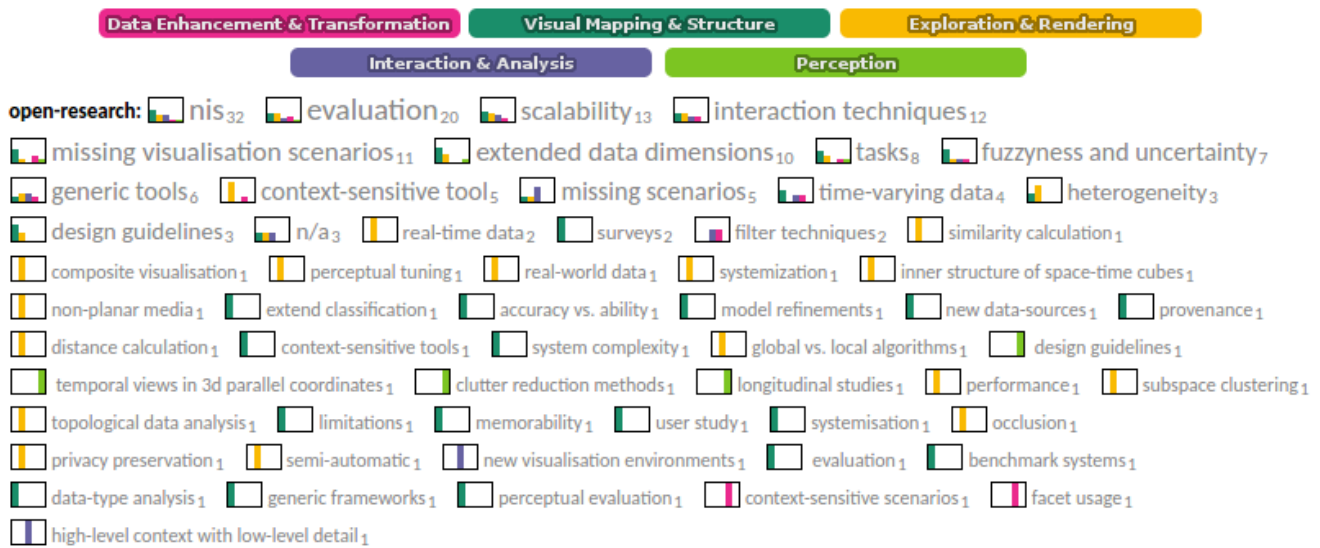 Data Enhancement & Transformation Visual Mapping & Structure Exploration & Rendering
Interaction & Analysis Perception
open-research: nis32 evaluation20 scalability13 interaction techniques12
missing visualisation scenarios11 extended data dimensions10 tasks8 fuzzyness and uncertainty7
generic tools6 context-sensitive tool5 missing scenarios5 time-varying data4 heterogeneity3
design guidelines3 n/a3 real-time data2 surveys2 filter techniques2 similarity calculation1
composite visualisation1 perceptual tuning1 real-world data1 systemization1 inner structure of space-time cubes1
non-planar media1 extend classification1 accuracy vs. ability1 model refinements1 new data-sources1 provenance1
distance calculation1 context-sensitive tools1 system complexity1 global vs. local algorithms1 design guidelines1
temporal views in 3d parallel coordinates1 clutter reduction methods1 longitudinal studies1 performance1 subspace clustering1
topological data analysis1 limitations1 memorability1 user study1 systemisation1 occlusion1
privacy preservation1 semi-automatic1 new visualisation environments1 evaluation1 benchmark systems1
data-type analysis1 generic frameworks1 perceptual evaluation1 context-sensitive scenarios1 facet usage1
high-level context with low-level detail1